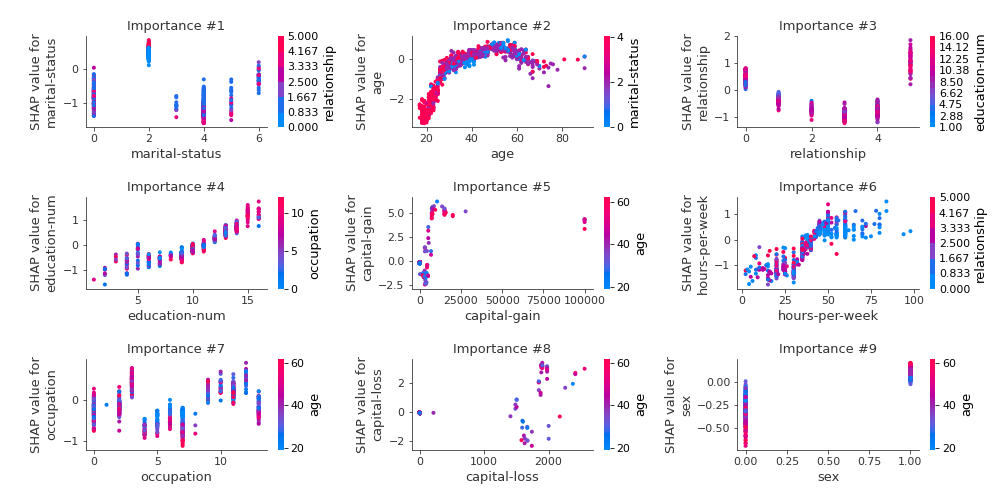 Importance #1
SHAP value for
marital-status
0
−1
0
2
4
6
marital-status
5.000
4.167
3.333
2.500
1.667
0.833
0.000
relationship
Importance #2
SHAP value for
age
0
−2
20
40
60
80
age
4
2
0
marital-status
Importance #3
SHAP value for
relationship
2
1
0
−1
0
2
4
relationship
16.00
14.12
12.25
10.38
8.50
6.62
4.75
2.88
1.00
education-num
Importance #4
SHAP value for
education-num
1
0
−1
5
10
15
education-num
10
5
0
occupation
Importance #5
SHAP value for
capital-gain
5.0
2.5
0.0
−2.5
0
25000
50000
75000
100000
capital-gain
60
40
20
age
Importance #6
SHAP value for
hours-per-week
1
0
−1
0
25
50
75
100
hours-per-week
5.000
4.167
3.333
2.500
1.667
0.833
0.000
relationship
Importance #7
SHAP value for
occupation
0
−1
0
5
10
occupation
60
40
20
age
Importance #8
SHAP value for
capital-loss
2
0
−2
0
1000
2000
capital-loss
60
40
20
age
Importance #9
SHAP value for
sex
0.00
−0.25
−0.50
0.00
0.25
0.50
0.75
1.00
sex
60
40
20
age